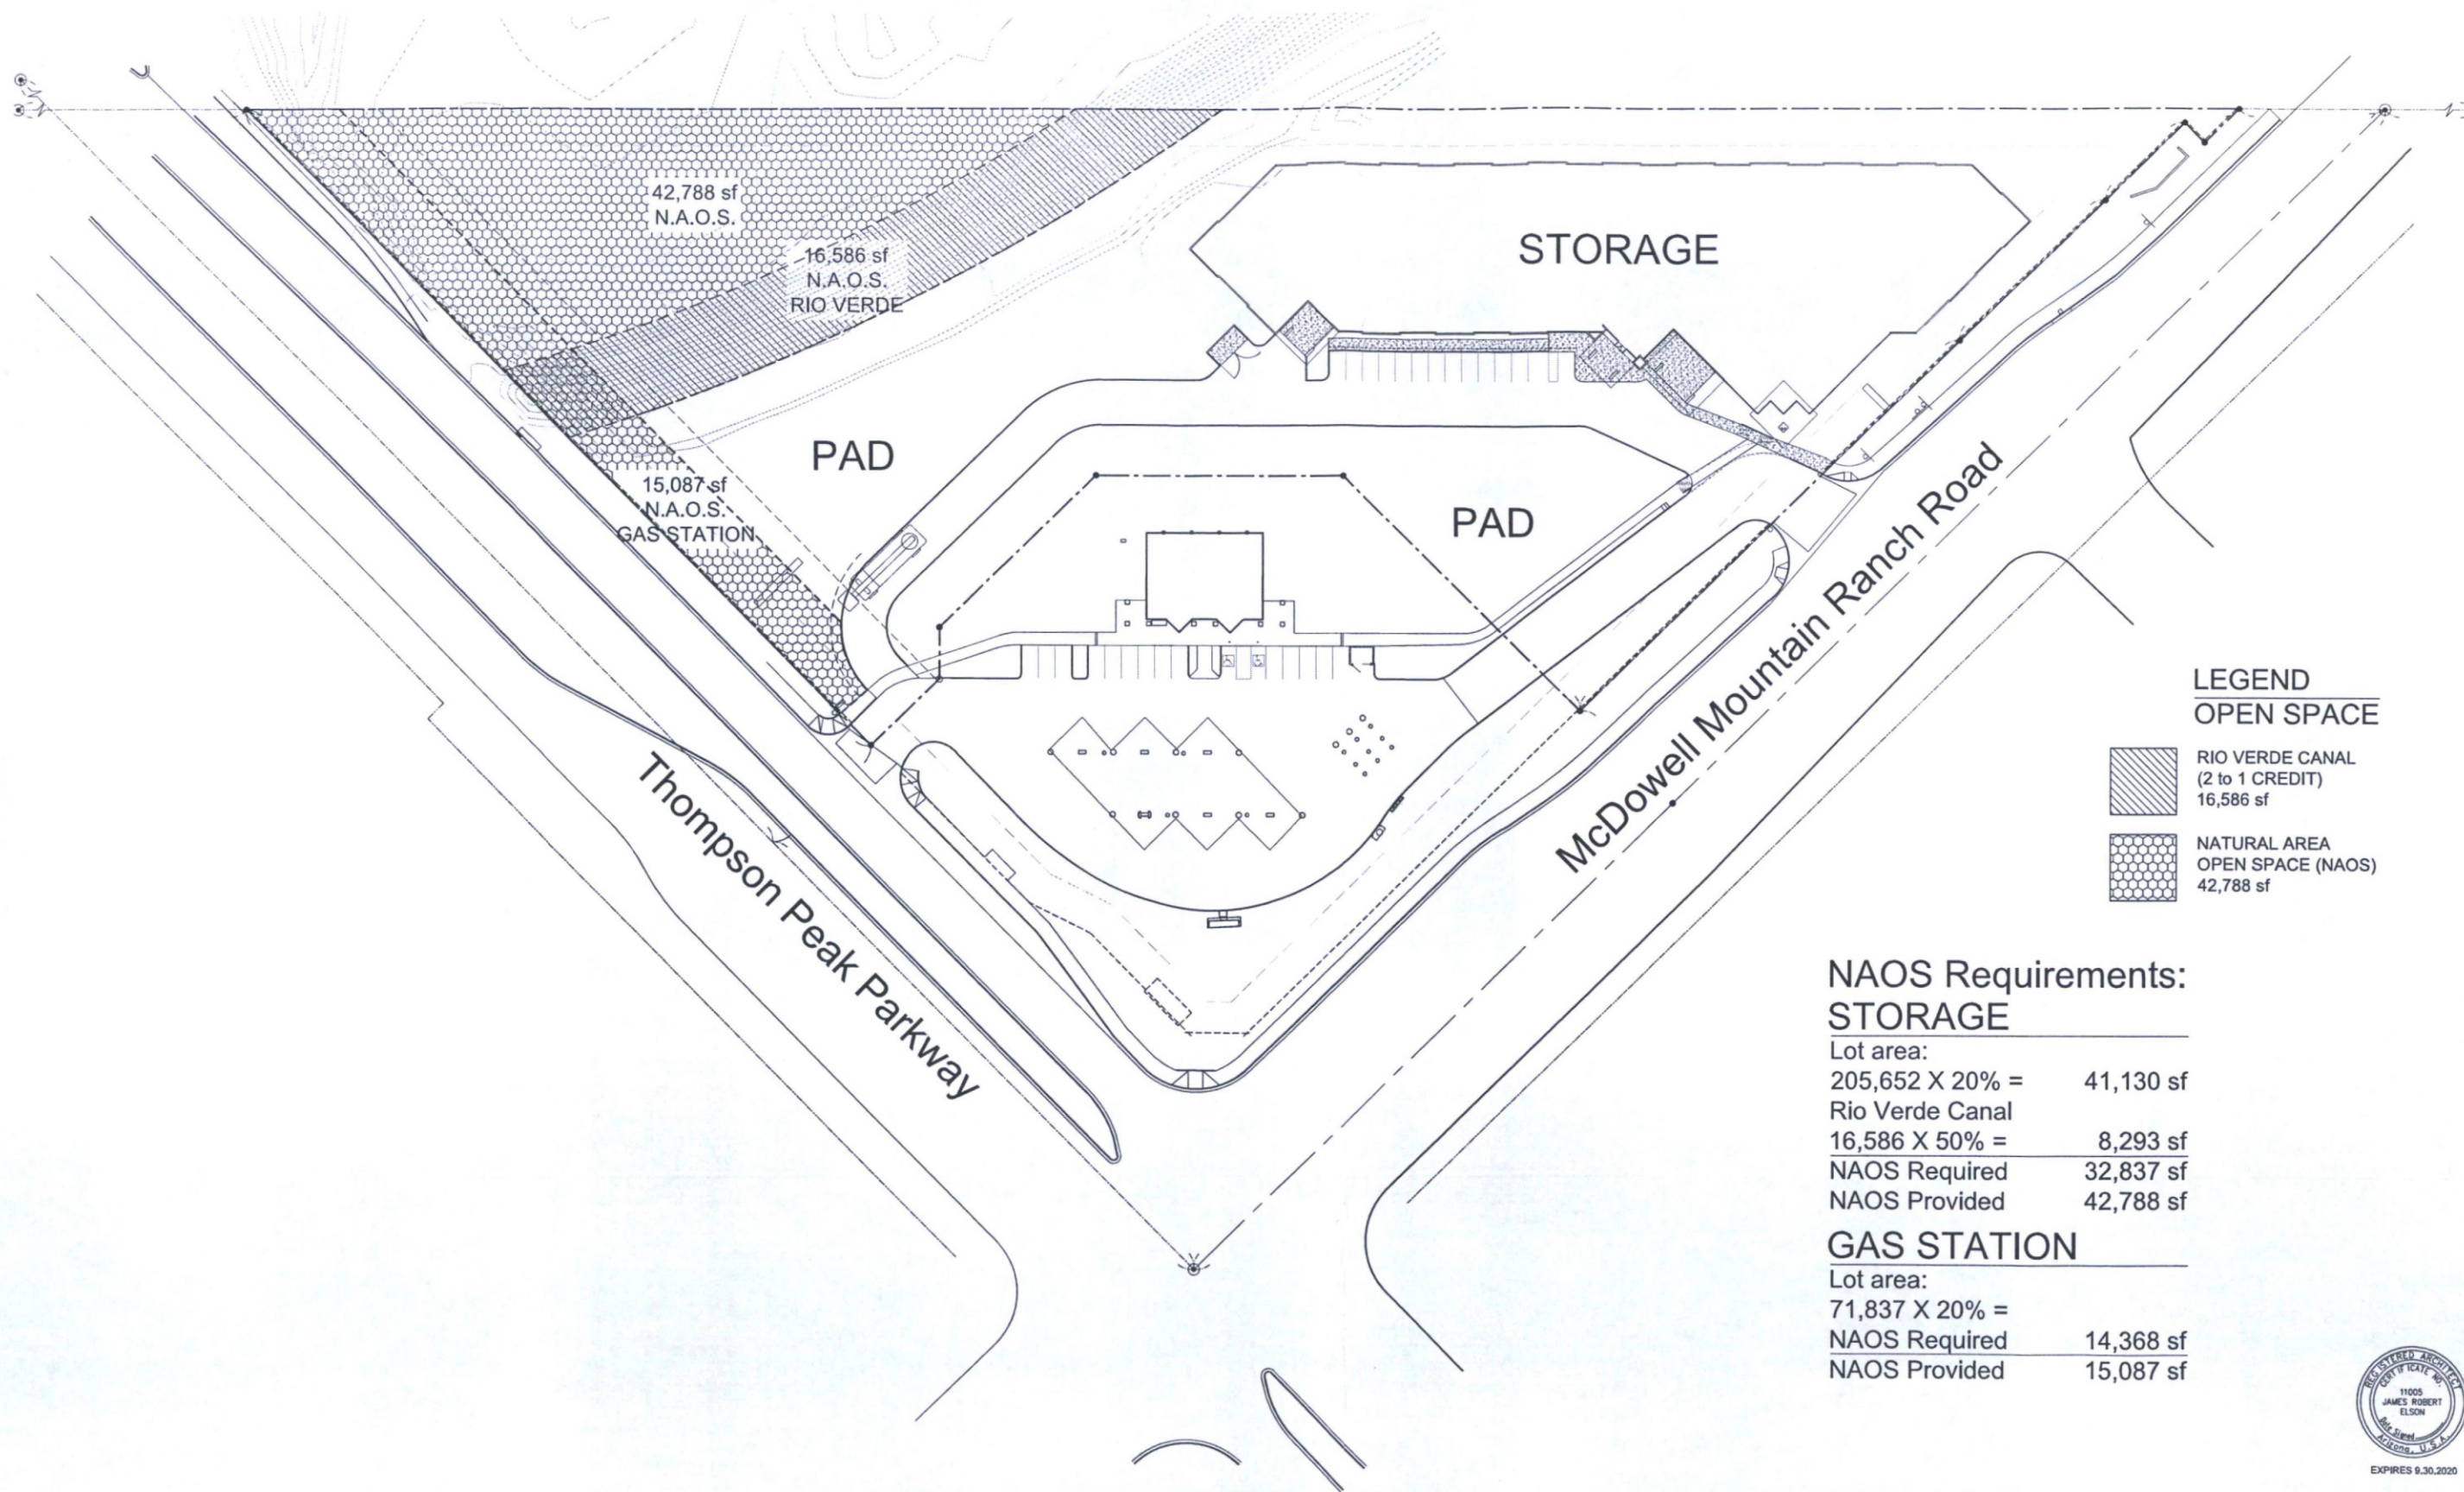 42,788 sf
N.A.O.S.
16,586 sf
N.A.O.S.
RIO VERDE
STORAGE
PAD
15,087 sf
N.A.O.S.
GAS STATION
PAD
Thompson Peak Parkway
McDowell Mountain Ranch Road
LEGEND
OPEN SPACE
RIO VERDE CANAL
(2 to 1 CREDIT)
16,586 sf
NATURAL AREA
OPEN SPACE (NAOS)
42,788 sf
NAOS Requirements:
STORAGE
Lot area:
205,652 X 20% = 41,130 sf
Rio Verde Canal
16,586 X 50% = 8,293 sf
NAOS Required 32,837 sf
NAOS Provided 42,788 sf
GAS STATION
Lot area:
71,837 X 20% =
NAOS Required 14,368 sf
NAOS Provided 15,087 sf
REGISTERED ARCHITECT
CERTIFICATE NO.
11005
JAMES ROBERT
ELSON
Date Signed
Arizona, U.S.A.
EXPIRES 9.30.2020